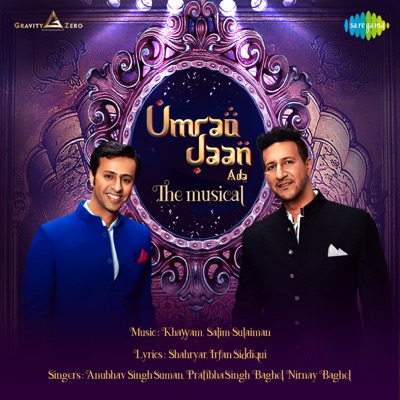 GRAVITY ZERO
saregama
Umrau
Jaan
Ada
The musical
Music : Khayyam, Salim Sulaiman
Lyrics : Shahryar, Irfan Siddiqui
Singers : Anubhav Singh Suman, Pratibha Singh Baghel, Nirnay Baghel